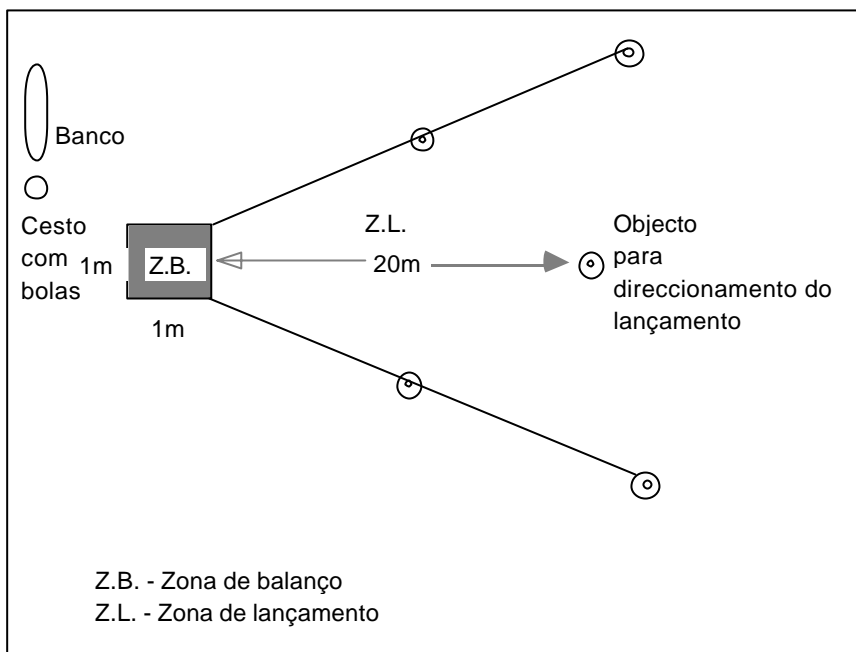 Banco
Cesto
com
bolas
1m
Z.B.
1m
Z.L.
20m
Objecto
para
direccionamento do
lançamento
Z.B. - Zona de balanço
Z.L. - Zona de lançamento